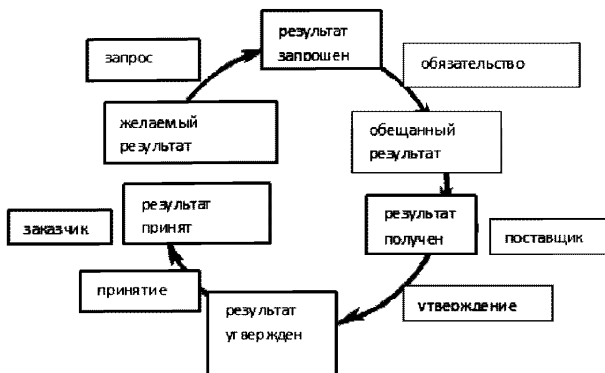 результат
запрошен
запрос
обязательство
желаемый
результат
обещанный
результат
результат
принят
заказчик
результат
получен
поставщик
принятие
результат
утвержден
утверждение